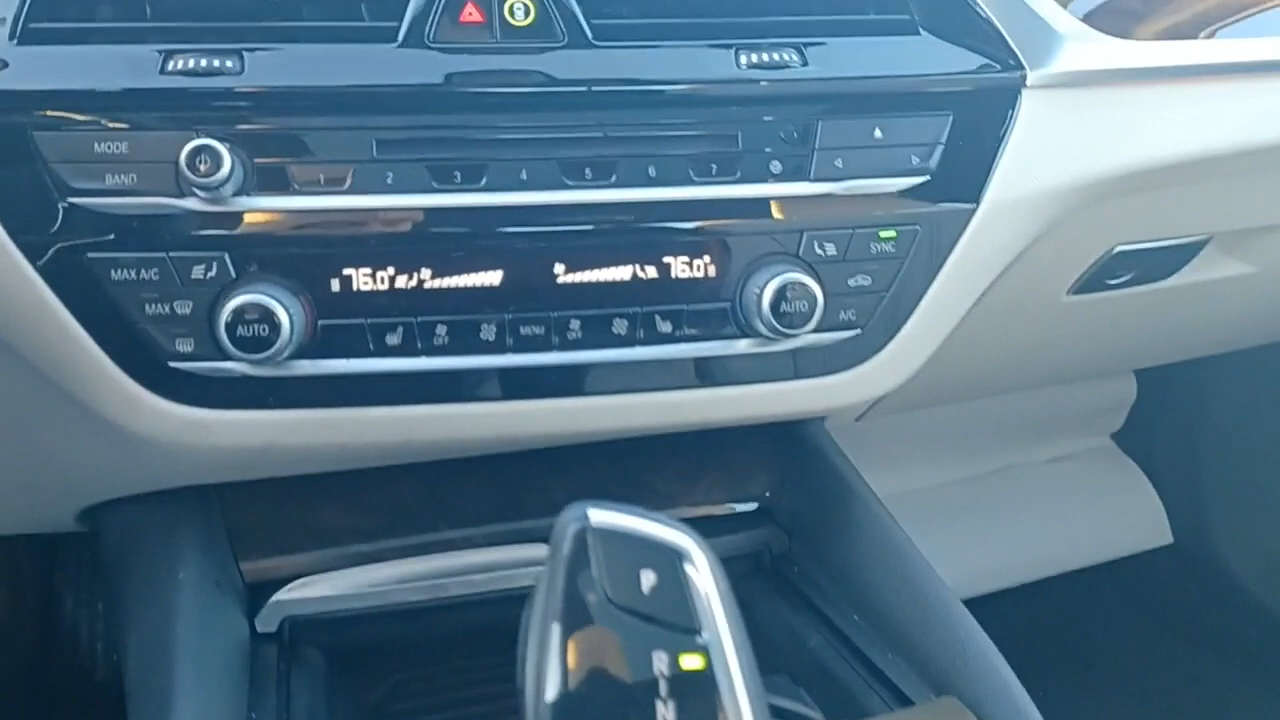 MODE
BAND
1 2 3 4 5 6 7
MAX A/C
76.0°
76.0°
SYNC
MAX
AUTO
OFF
MENU
OFF
AUTO
A/C
P
R
N